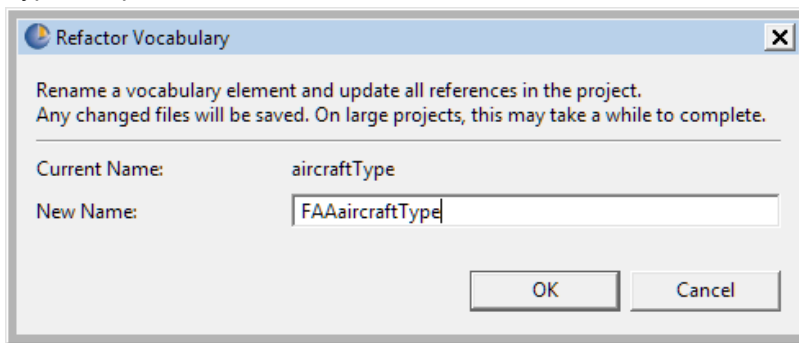 Refactor Vocabulary
Rename a vocabulary element and update all references in the project.
Any changed files will be saved. On large projects, this may take a while to complete.
Current Name: aircraftType
New Name: FAAaircraftType
OK Cancel